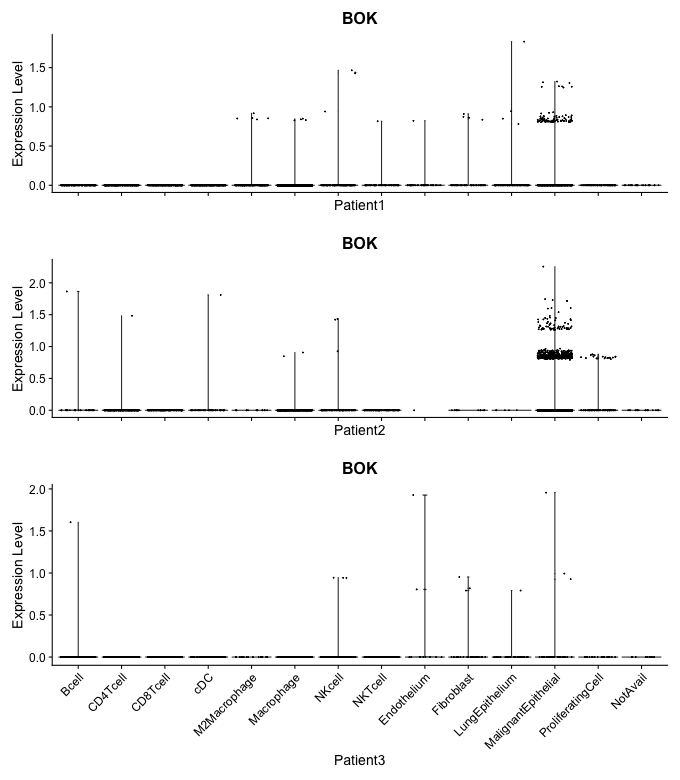 BOK
Expression Level
1.5
1.0
0.5
0.0
Patient1
BOK
Expression Level
2.0
1.5
1.0
0.5
0.0
Patient2
BOK
Expression Level
2.0
1.5
1.0
0.5
0.0
Bcell
CD4Tcell
CD8Tcell
cDC
M2Macrophage
Macrophage
NKcell
NKTcell
Endothelium
Fibroblast
LungEpithelium
MalignantEpithelial
ProliferatingCell
NotAvail
Patient3